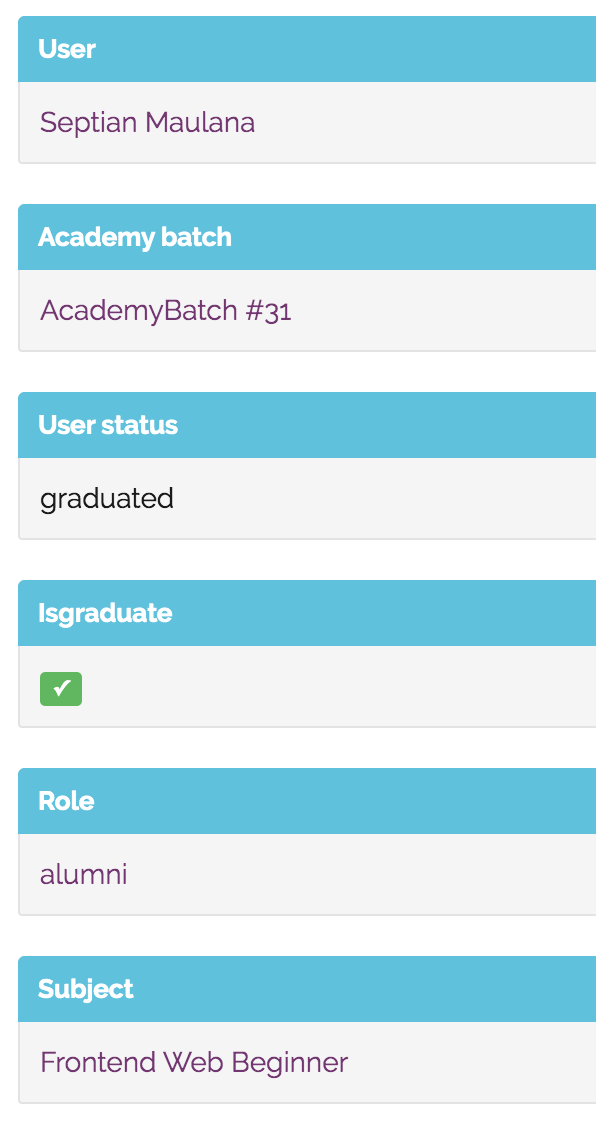 User
Septian Maulana
Academy batch
AcademyBatch #31
User status
graduated
Isgraduate
✓
Role
alumni
Subject
Frontend Web Beginner